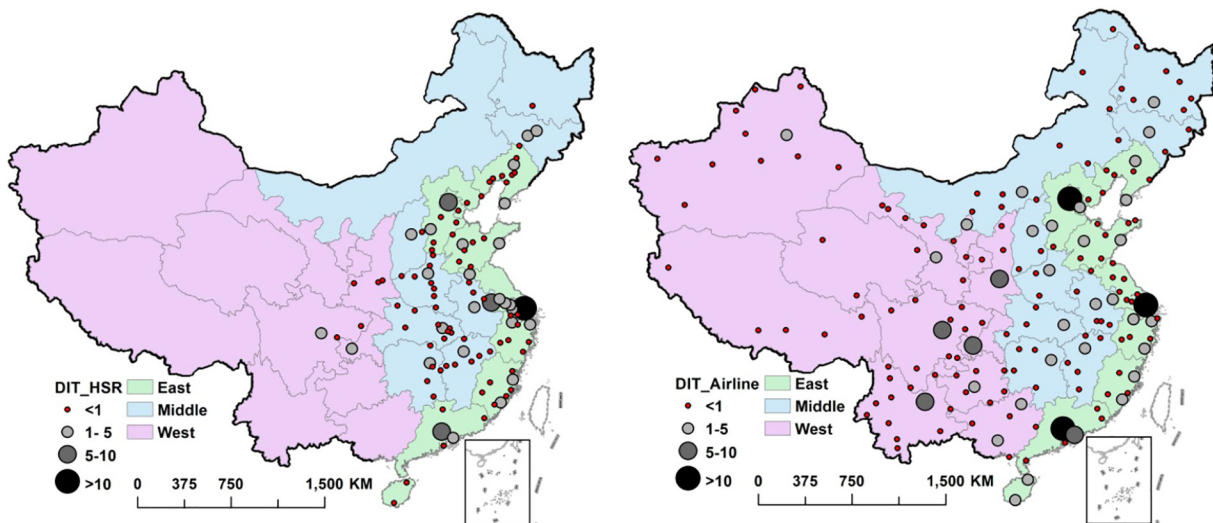 DIT_HSR East
<1 Middle
1- 5 West
5-10
>10
0 375 750 1,500 KM
DIT_Airline East
<1 Middle
1-5 West
5-10
>10
0 375 750 1,500 KM